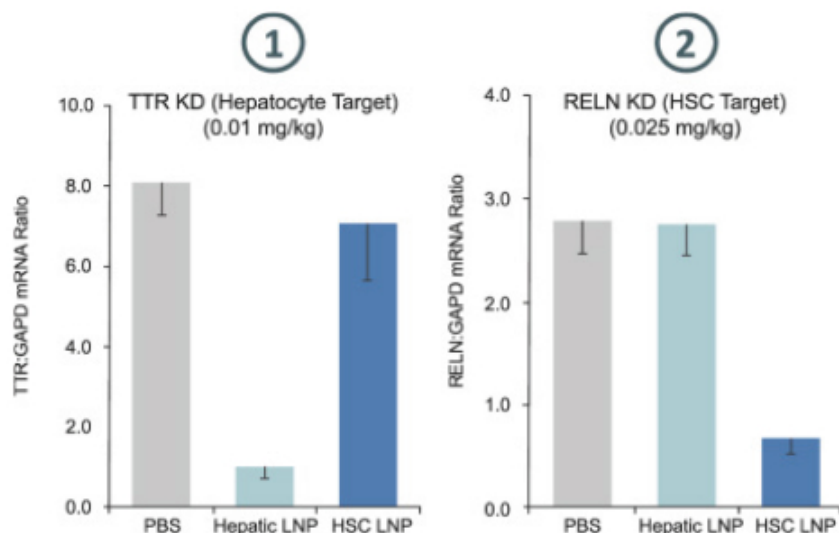 1
TTR KD (Hepatocyte Target)
(0.01 mg/kg)
TTR:GAPD mRNA Ratio
10.0
8.0
6.0
4.0
2.0
0.0
PBS
Hepatic LNP
HSC LNP
2
RELN KD (HSC Target)
(0.025 mg/kg)
RELN:GAPD mRNA Ratio
4.0
3.0
2.0
1.0
0.0
PBS
Hepatic LNP
HSC LNP